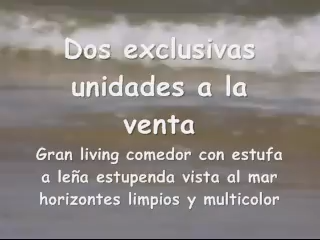 Dos exclusivas
unidades a la
venta
Gran living comedor con estufa
a leña estupenda vista al mar
horizontes limpios y multicolor